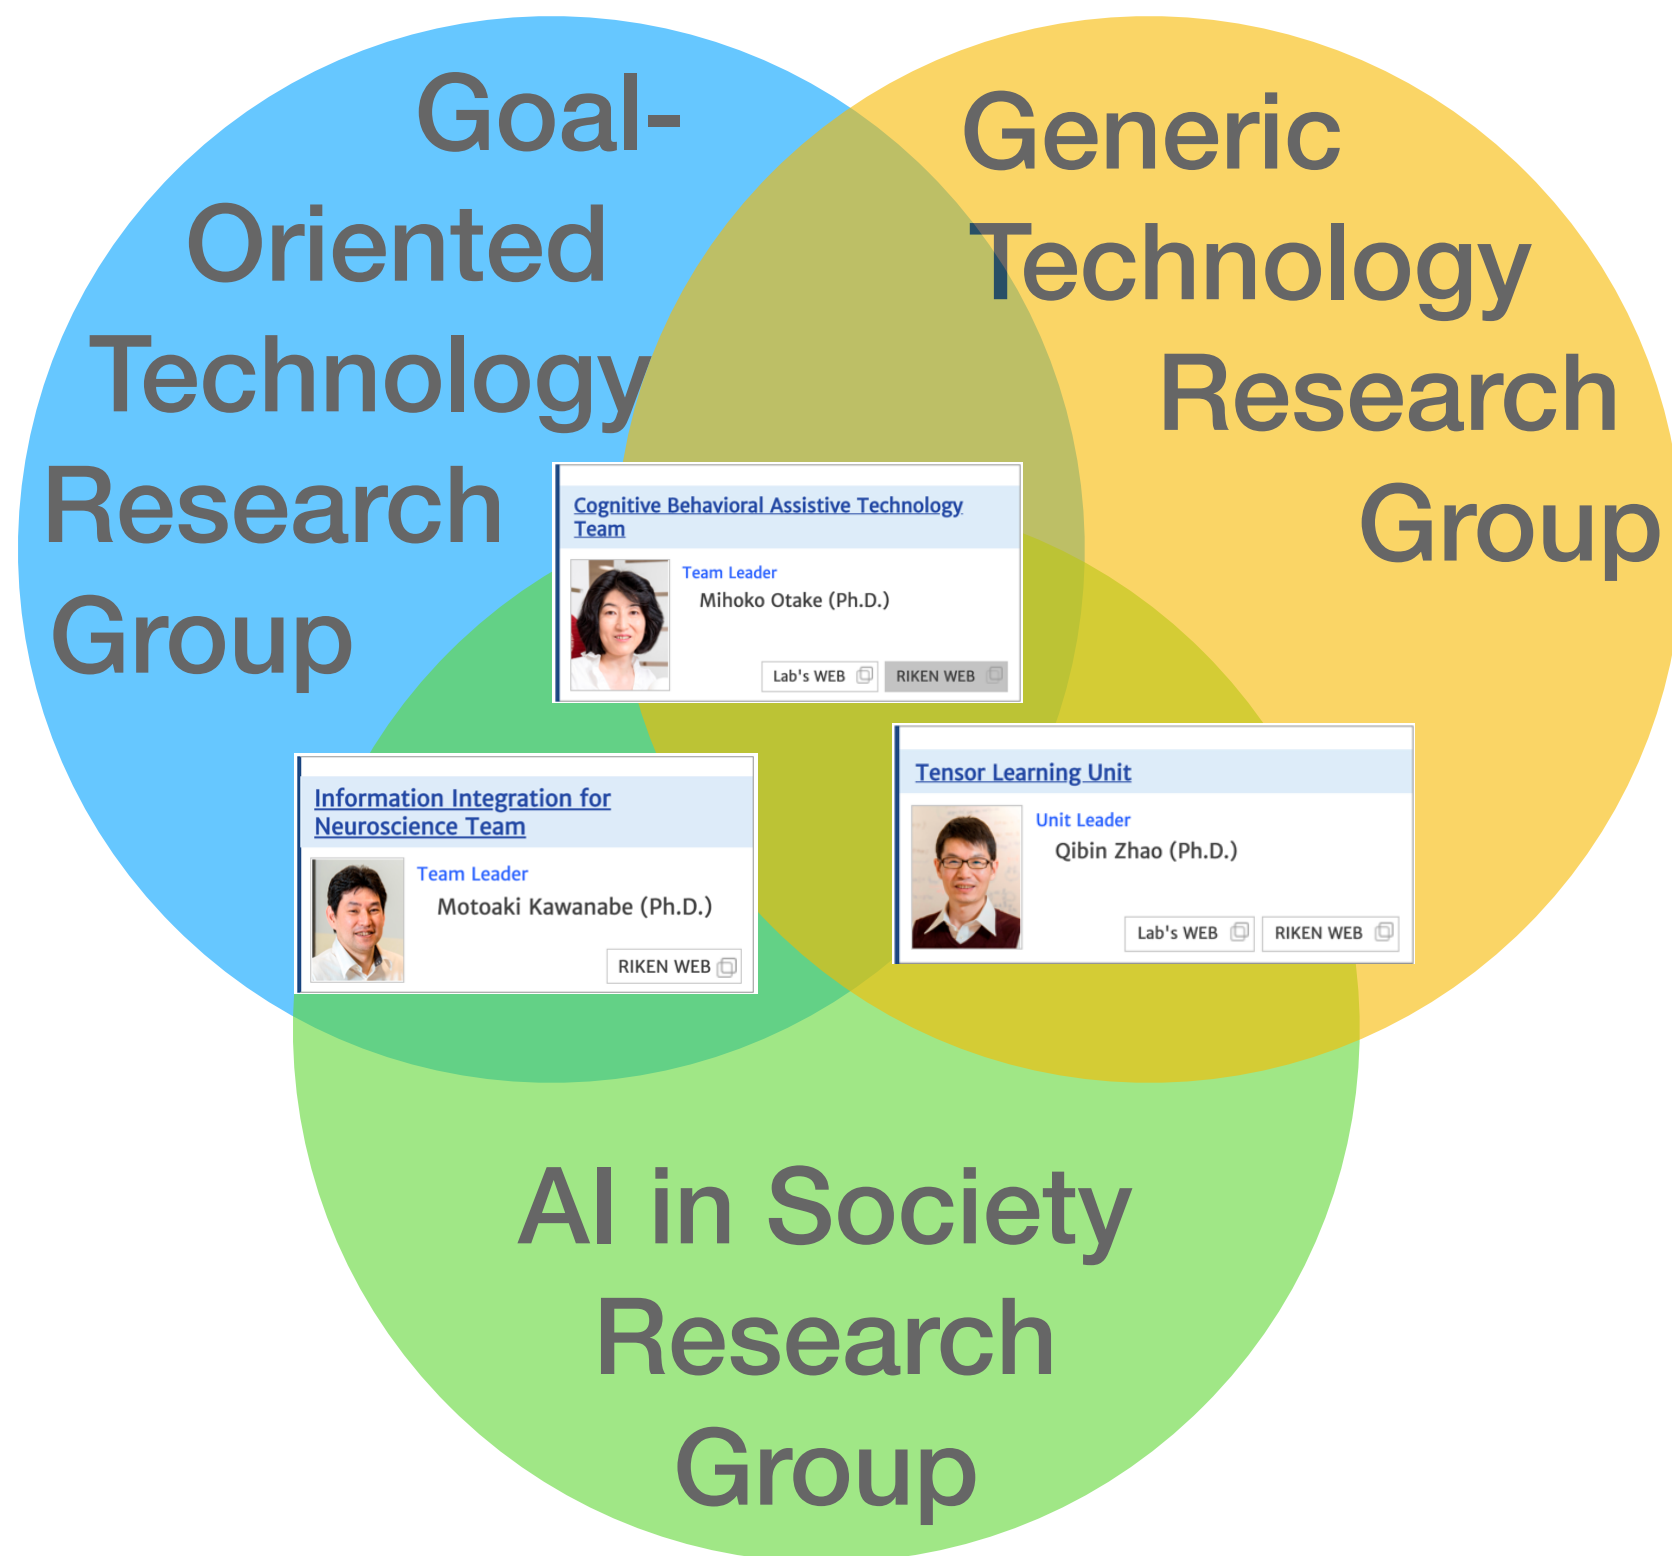 Goal-
Oriented
Technology
Research
Group
Generic
Technology
Research
Group
Cognitive Behavioral Assistive Technology
Team
Team Leader
Mihoko Otake (Ph.D.)
Lab's WEB
RIKEN WEB
Information Integration for
Neuroscience Team
Team Leader
Motoaki Kawanabe (Ph.D.)
RIKEN WEB
Tensor Learning Unit
Unit Leader
Qibin Zhao (Ph.D.)
Lab's WEB
RIKEN WEB
AI in Society
Research
Group